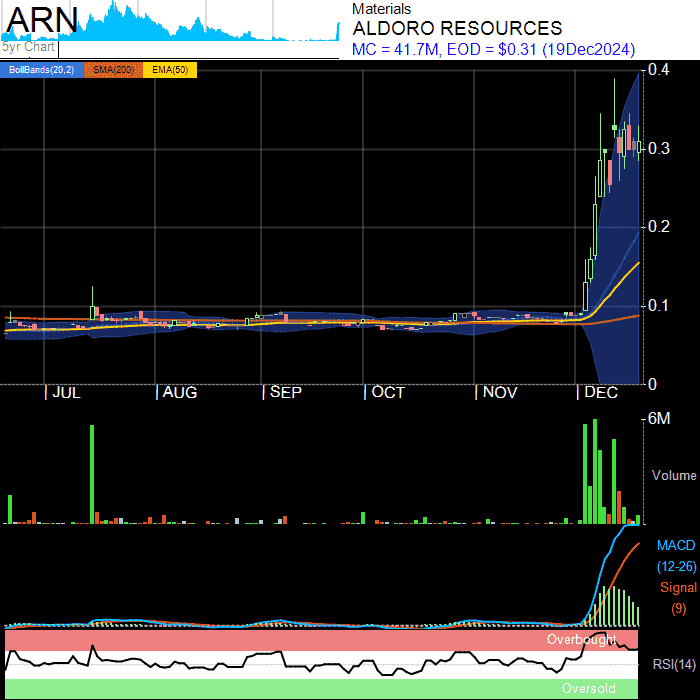 ARN
5yr Chart
Materials
ALDORO RESOURCES
MC = 41.7M, EOD = $0.31 (19Dec2024)
BollBands(20,2) SMA(200) EMA(50)
0.4
0.3
0.2
0.1
0
JUL AUG SEP OCT NOV DEC
6M
Volume
MACD
(12-26)
Signal
(9)
Overbought
RSI(14)
Oversold